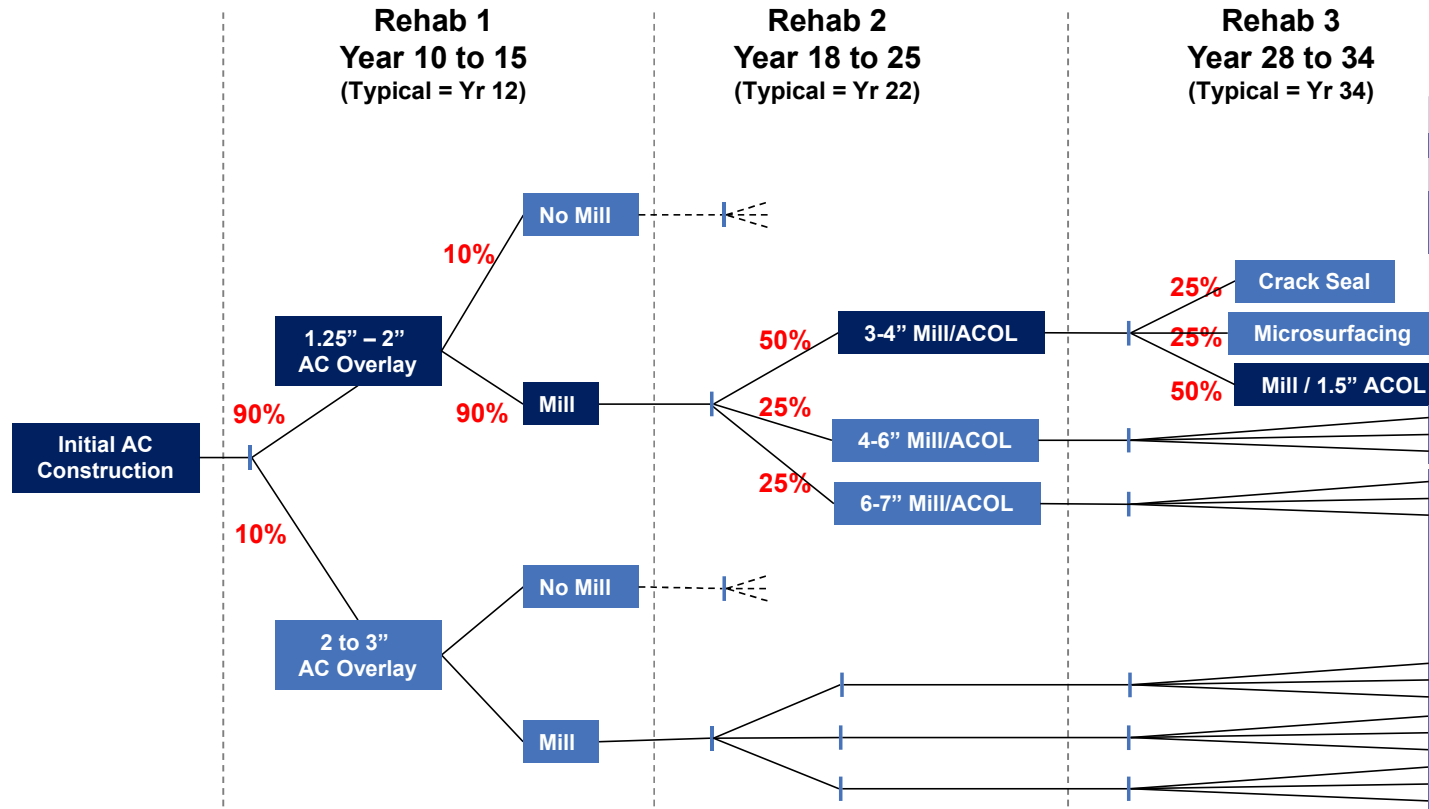 Rehab 1
Year 10 to 15
(Typical = Yr 12)
Rehab 2
Year 18 to 25
(Typical = Yr 22)
Rehab 3
Year 28 to 34
(Typical = Yr 34)
No Mill
10%
Crack Seal
25%
1.25” – 2”
AC Overlay
50%
3-4” Mill/ACOL
25%
Microsurfacing
50%
Mill / 1.5” ACOL
90%
90%
Mill
25%
4-6” Mill/ACOL
Initial AC
Construction
25%
6-7” Mill/ACOL
10%
No Mill
2 to 3”
AC Overlay
Mill